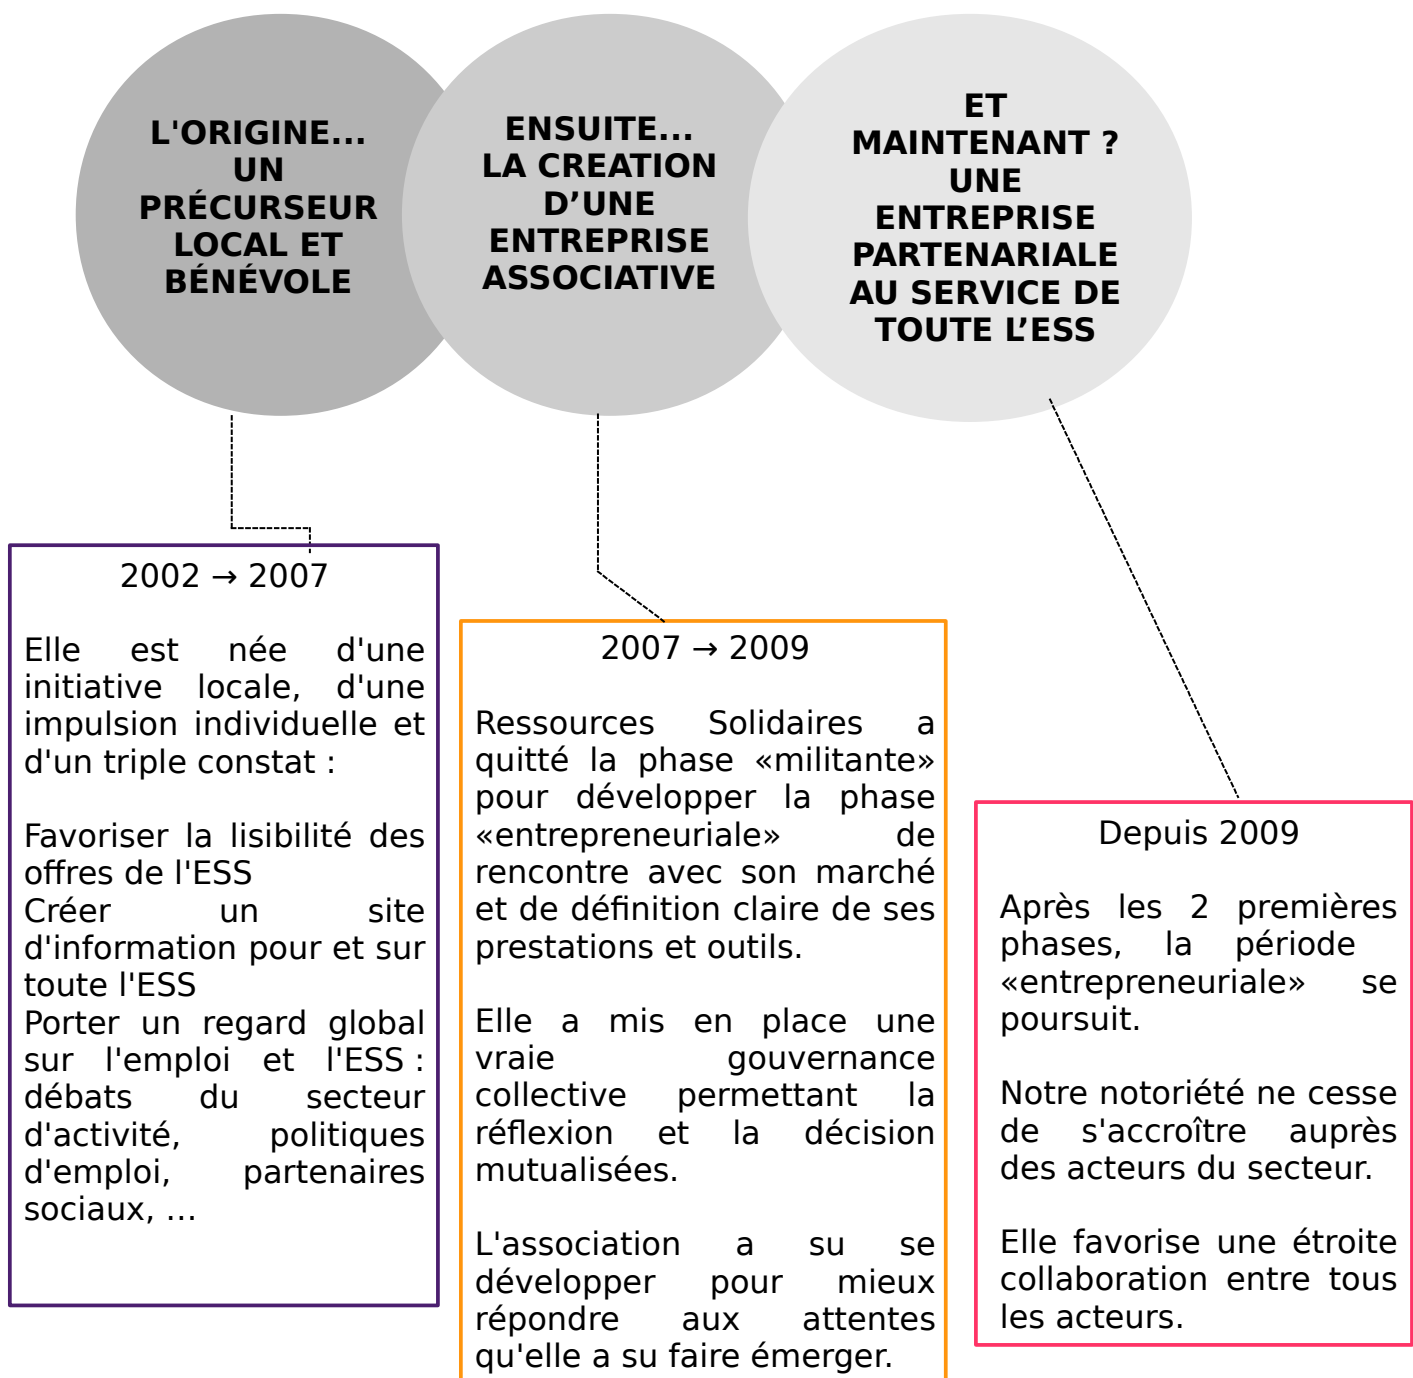 L'ORIGINE...
UN
PRÉCURSEUR
LOCAL ET
BÉNÉVOLE
ENSUITE...
LA CREATION
D’UNE
ENTREPRISE
ASSOCIATIVE
ET
MAINTENANT ?
UNE
ENTREPRISE
PARTENARIALE
AU SERVICE DE
TOUTE L’ESS
2002 → 2007
Elle est née d'une
initiative locale, d'une
impulsion individuelle et
d'un triple constat :
Favoriser la lisibilité des
offres de l'ESS
Créer un site
d'information pour et sur
toute l'ESS
Porter un regard global
sur l'emploi et l'ESS :
débats du secteur
d'activité, politiques
d'emploi, partenaires
sociaux, …
2007 → 2009
Ressources Solidaires a
quitté la phase «militante»
pour développer la phase
«entrepreneuriale» de
rencontre avec son marché
et de définition claire de ses
prestations et outils.
Elle a mis en place une
vraie gouvernance
collective permettant la
réflexion et la décision
mutualisées.
L'association a su se
développer pour mieux
répondre aux attentes
qu'elle a su faire émerger.
Depuis 2009
Après les 2 premières
phases, la période
«entrepreneuriale» se
poursuit.
Notre notoriété ne cesse
de s'accroître auprès
des acteurs du secteur.
Elle favorise une étroite
collaboration entre tous
les acteurs.